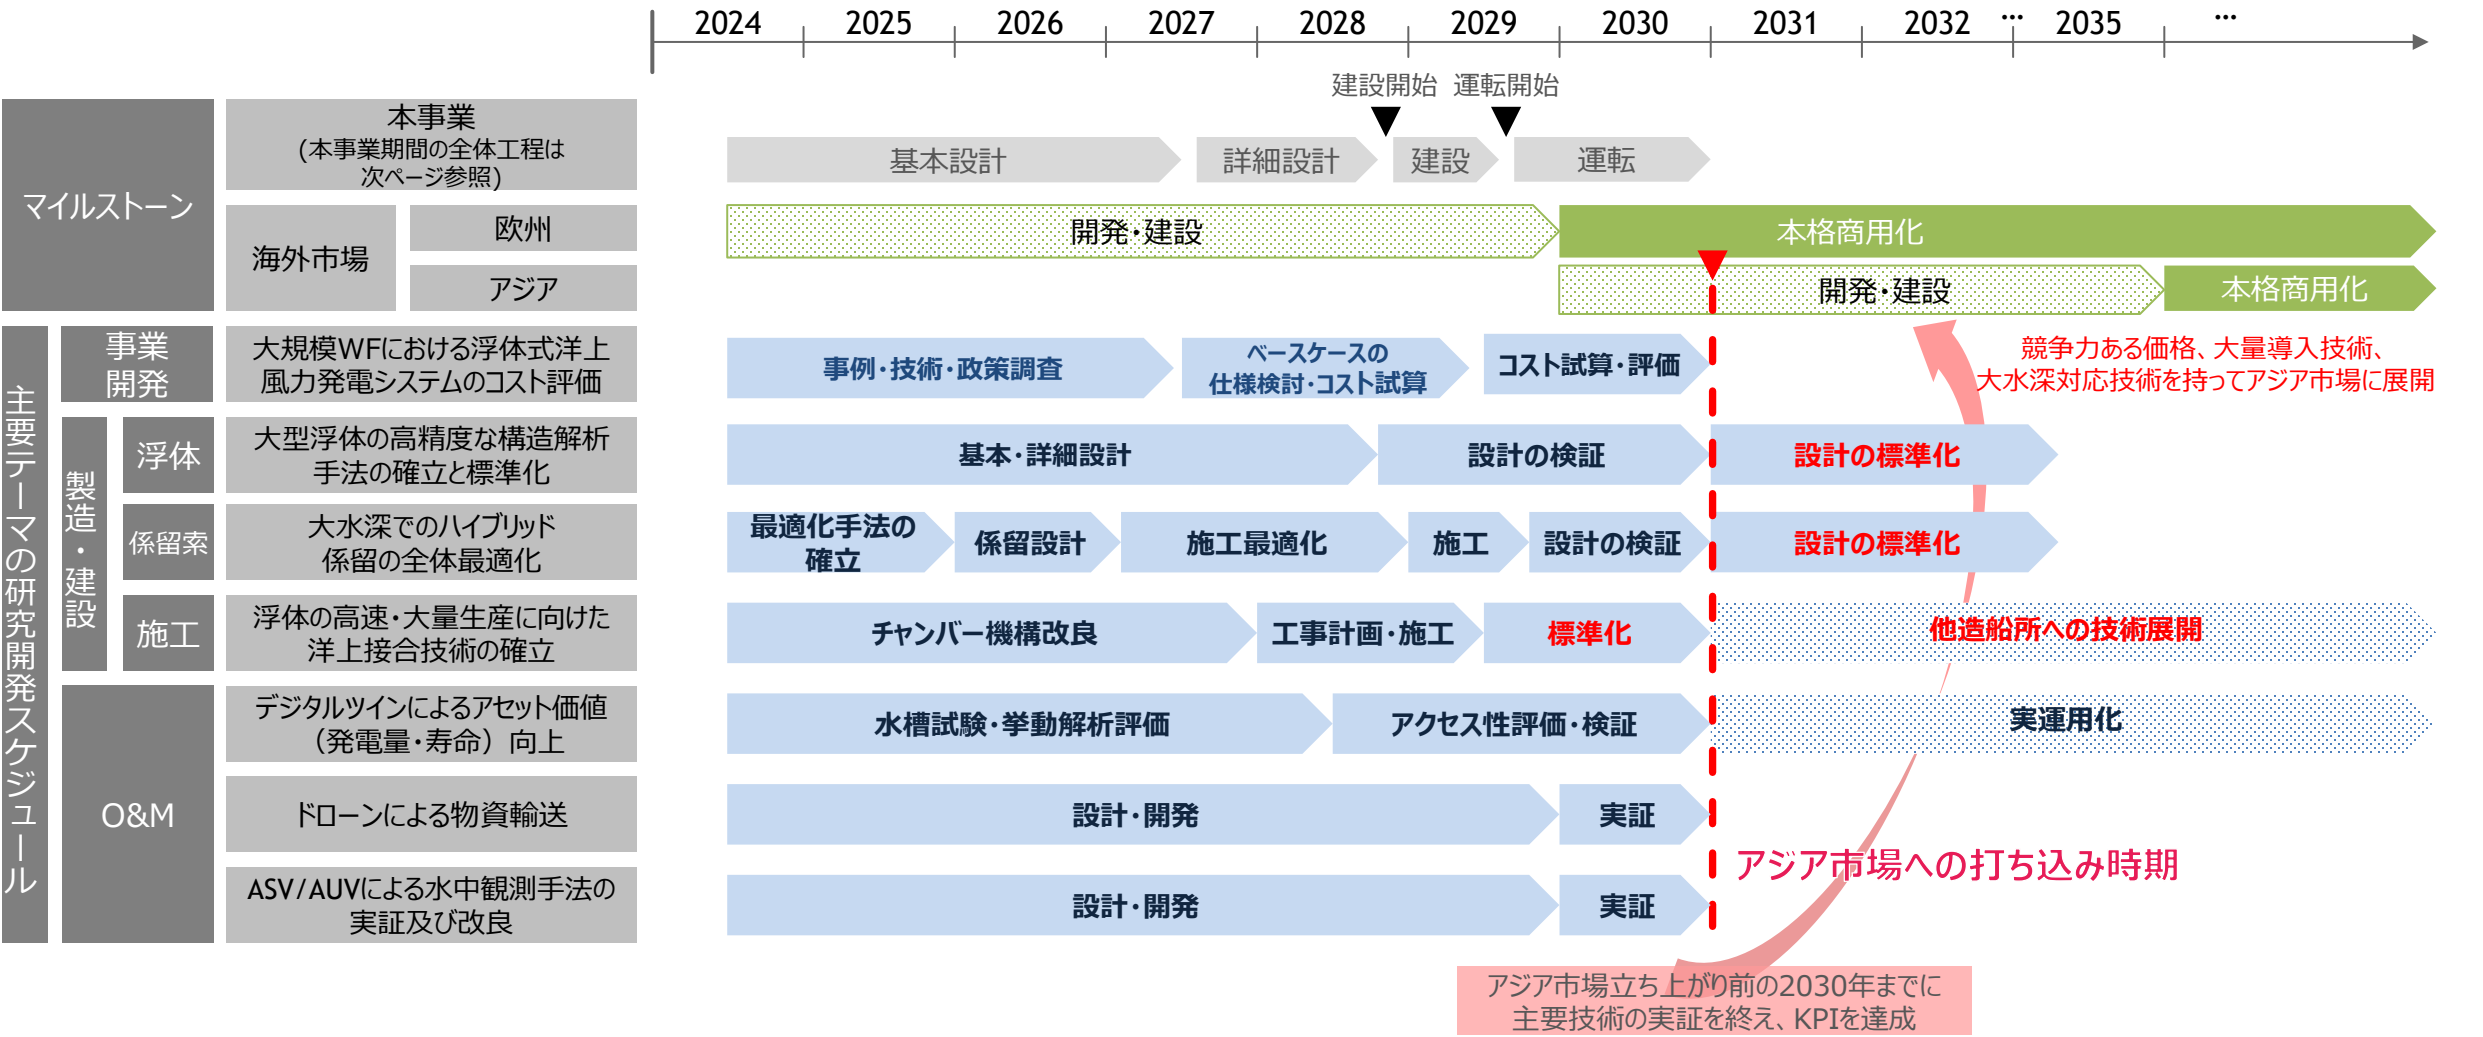 2024 2025 2026 2027 2028 2029 2030 2031 2032 … 2035 …
建設開始 運転開始
マイルストーン
本事業
(本事業期間の全体工程は
次ページ参照)
基本設計 詳細設計 建設 運転
海外市場
欧州
開発・建設 本格商用化
アジア
開発・建設 本格商用化
主要テーマの研究開発スケジュール
事業
開発
大規模WFにおける浮体式洋上
風力発電システムのコスト評価
事例・技術・政策調査
ベースケースの
仕様検討・コスト試算
コスト試算・評価
競争力ある価格、大量導入技術、
大水深対応技術を持ってアジア市場に展開
製造・建設
浮体
大型浮体の高精度な構造解析
手法の確立と標準化
基本・詳細設計 設計の検証 設計の標準化
係留索
大水深でのハイブリッド
係留の全体最適化
最適化手法の
確立
係留設計 施工最適化 施工 設計の検証 設計の標準化
施工
浮体の高速・大量生産に向けた
洋上接合技術の確立
チャンバー機構改良 工事計画・施工 標準化 他造船所への技術展開
O&M
デジタルツインによるアセット価値
（発電量・寿命）向上
水槽試験・挙動解析評価 アクセス性評価・検証 実運用化
ドローンによる物資輸送
設計・開発 実証
アジア市場への打ち込み時期
ASV/AUVによる水中観測手法の
実証及び改良
設計・開発 実証
アジア市場立ち上がり前の2030年までに
主要技術の実証を終え、KPIを達成